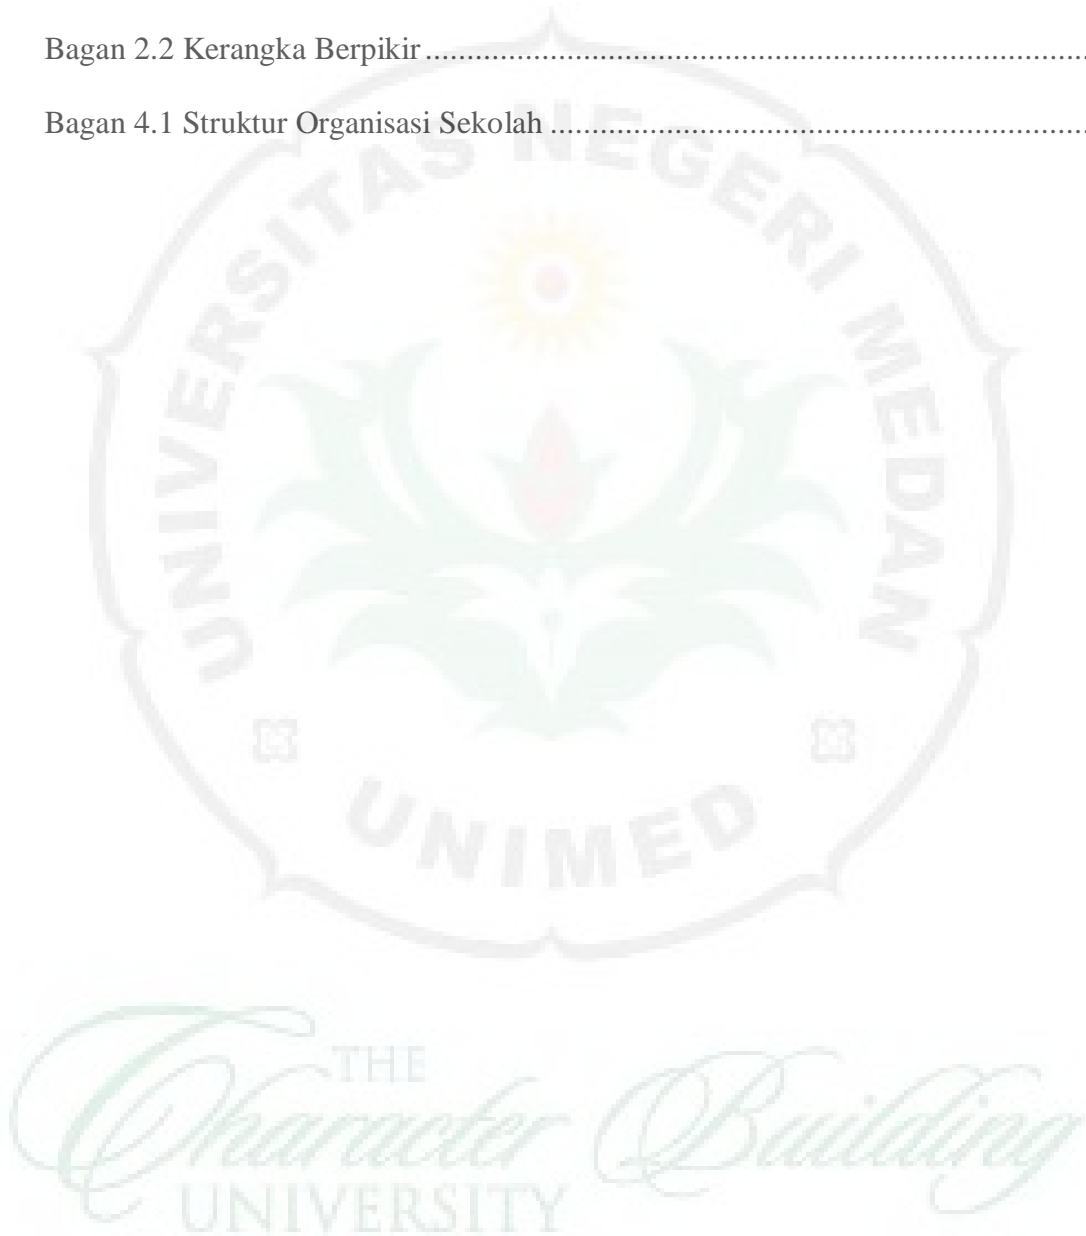 Bagan 2.2 Kerangka Berpikir ................................................................................
Bagan 4.1 Struktur Organisasi Sekolah .................................................................
UNIVERSITAS NEGERI MEDAN
UNIMED
THE
Character Building
UNIVERSITY